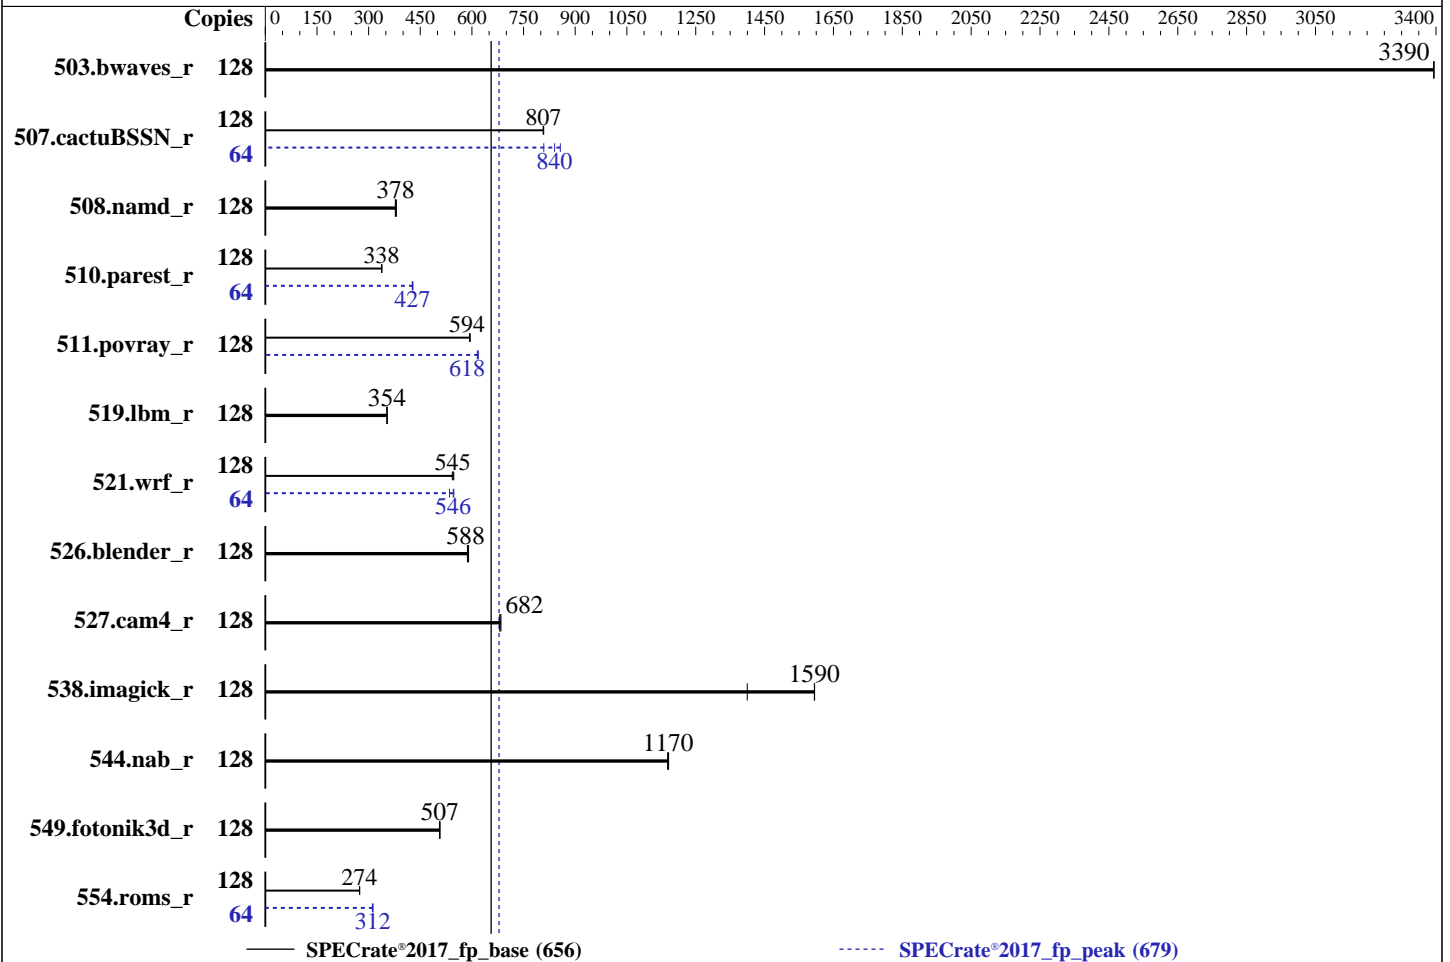 Copies 0 150 300 450 600 750 900 1050 1250 1450 1650 1850 2050 2250 2450 2650 2850 3050 3400
503.bwaves_r 128 3390
507.cactuBSSN_r 128 807
64 840
508.namd_r 128 378
510.parest_r 128 338
64 427
511.povray_r 128 594
618
519.lbm_r 128 354
521.wrf_r 128 545
64 546
526.blender_r 128 588
527.cam4_r 128 682
538.imagick_r 128 1590
544.nab_r 128 1170
549.fotonik3d_r 128 507
554.roms_r 128 274
64 312
SPECrate®2017_fp_base (656) SPECrate®2017_fp_peak (679)